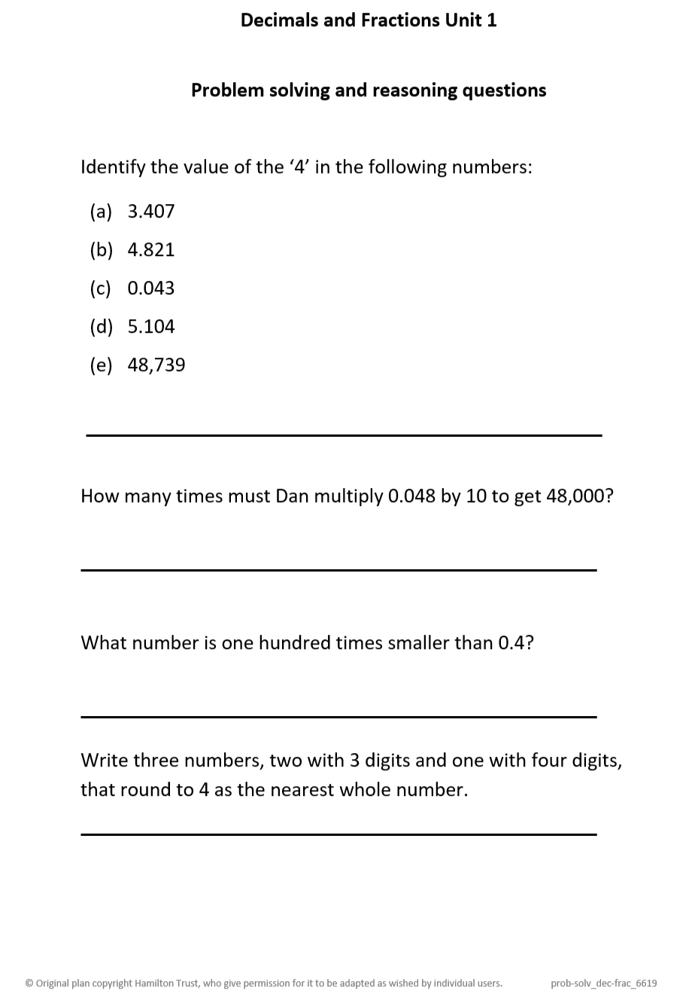 Decimals and Fractions Unit 1
Problem solving and reasoning questions
Identify the value of the ‘4’ in the following numbers:
(a) 3.407
(b) 4.821
(c) 0.043
(d) 5.104
(e) 48,739
How many times must Dan multiply 0.048 by 10 to get 48,000?
What number is one hundred times smaller than 0.4?
Write three numbers, two with 3 digits and one with four digits,
that round to 4 as the nearest whole number.
© Original plan copyright Hamilton Trust, who give permission for it to be adapted as wished by individual users. prob-solv_dec-frac_6619